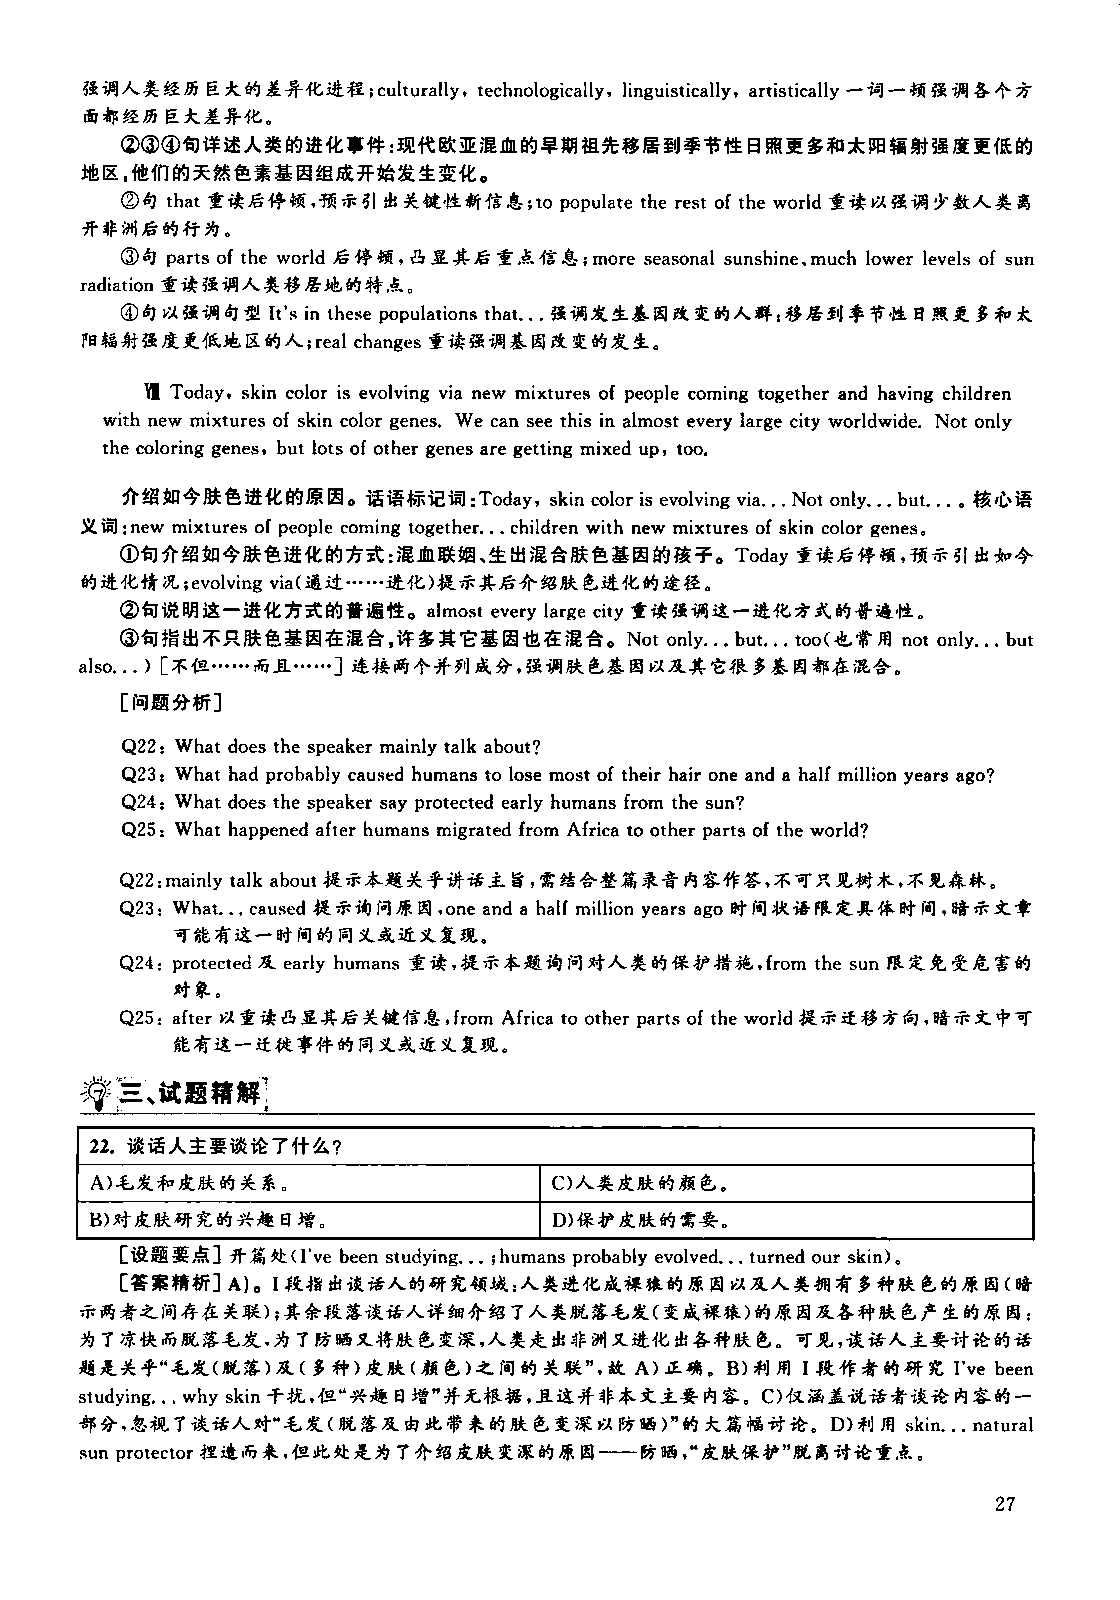 强调人类经历巨大的差异化进程;culturally, technologically, linguistically, artistically 一词一顿强调各个方
面都经历巨大差异化。
②③④句详述人类的进化事件:现代欧亚混血的早期祖先移居到季节性日照更多和太阳辐射强度更低的
地区,他们的天然色素基因组成开始发生变化。
②句 that 重读后停顿,预示引出关键性新信息;to populate the rest of the world 重读以强调少数人类离
开非洲后的行为。
③句 parts of the world 后停顿,凸显其后重点信息;more seasonal sunshine、much lower levels of sun
radiation 重读强调人类移居地的特点。
④句以强调句型 It's in these populations that... 强调发生基因改变的人群:移居到季节性日照更多和太
阳辐射强度更低地区的人;real changes 重读强调基因改变的发生。
Ⅶ Today, skin color is evolving via new mixtures of people coming together and having children
with new mixtures of skin color genes. We can see this in almost every large city worldwide. Not only
the coloring genes, but lots of other genes are getting mixed up, too.
介绍如今肤色进化的原因。话语标记词:Today, skin color is evolving via... Not only... but...。核心语
义词:new mixtures of people coming together... children with new mixtures of skin color genes。
①句介绍如今肤色进化的方式:混血联姻、生出混合肤色基因的孩子。Today 重读后停顿,预示引出如今
的进化情况;evolving via(通过……进化)提示其后介绍肤色进化的途径。
②句说明这一进化方式的普遍性。almost every large city 重读强调这一进化方式的普遍性。
③句指出不只肤色基因在混合,许多其它基因也在混合。Not only... but... too(也常用 not only... but
also...)[不但……而且……]连接两个并列成分,强调肤色基因以及其它很多基因都在混合。
[问题分析]
Q22: What does the speaker mainly talk about?
Q23: What had probably caused humans to lose most of their hair one and a half million years ago?
Q24: What does the speaker say protected early humans from the sun?
Q25: What happened after humans migrated from Africa to other parts of the world?
Q22:mainly talk about 提示本题关乎讲话主旨,需结合整篇录音内容作答,不可只见树木,不见森林。
Q23: What... caused 提示询问原因,one and a half million years ago 时间状语限定具体时间,暗示文章
可能有这一时间的同义或近义复现。
Q24: protected 及 early humans 重读,提示本题询问对人类的保护措施,from the sun 限定免受危害的
对象。
Q25: after 以重读凸显其后关键信息,from Africa to other parts of the world 提示迁移方向,暗示文中可
能有这一迁徙事件的同义或近义复现。
三、试题精解
22. 谈话人主要谈论了什么?
A)毛发和皮肤的关系。 C)人类皮肤的颜色。
B)对皮肤研究的兴趣日增。 D)保护皮肤的需要。
[设题要点]开篇处(I've been studying...;humans probably evolved... turned our skin)。
[答案精析]A)。Ⅰ段指出谈话人的研究领域:人类进化成裸猿的原因以及人类拥有多种肤色的原因(暗
示两者之间存在关联);其余段落谈话人详细介绍了人类脱落毛发(变成裸猿)的原因及各种肤色产生的原因:
为了凉快而脱落毛发,为了防晒又将肤色变深,人类走出非洲又进化出各种肤色。可见,谈话人主要讨论的话
题是关乎“毛发(脱落)及(多种)皮肤(颜色)之间的关联”,故 A)正确。B)利用Ⅰ段作者的研究 I've been
studying... why skin 干扰,但“兴趣日增”并无根据,且这并非本文主要内容。C)仅涵盖说话者谈论内容的一
部分,忽视了谈话人对“毛发(脱落及由此带来的肤色变深以防晒)”的大篇幅讨论。D)利用 skin... natural
sun protector 捏造而来,但此处是为了介绍皮肤变深的原因——防晒,“皮肤保护”脱离讨论重点。
27